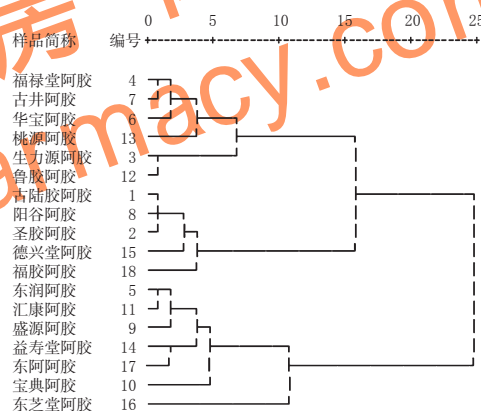 0 5 10 15 20 25
样品简称 编号
福禄堂阿胶 4
古井阿胶 7
华宝阿胶 6
桃源阿胶 13
生力源阿胶 3
鲁胶阿胶 12
古陆胶阿胶 1
阳谷阿胶 8
圣胶阿胶 2
德兴堂阿胶 15
福胶阿胶 18
东润阿胶 5
汇康阿胶 11
盛源阿胶 9
益寿堂阿胶 14
东阿阿胶 17
宝典阿胶 10
东芝堂阿胶 16
房
armacy.com